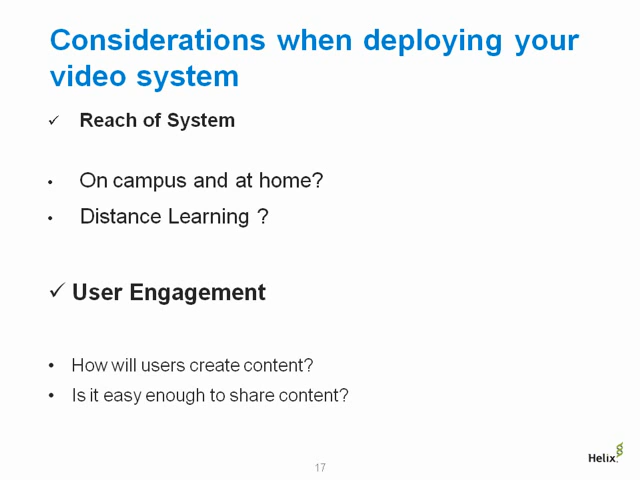 Considerations when deploying your
video system
✓ Reach of System
• On campus and at home?
• Distance Learning ?
✓ User Engagement
• How will users create content?
• Is it easy enough to share content?
Helix
17